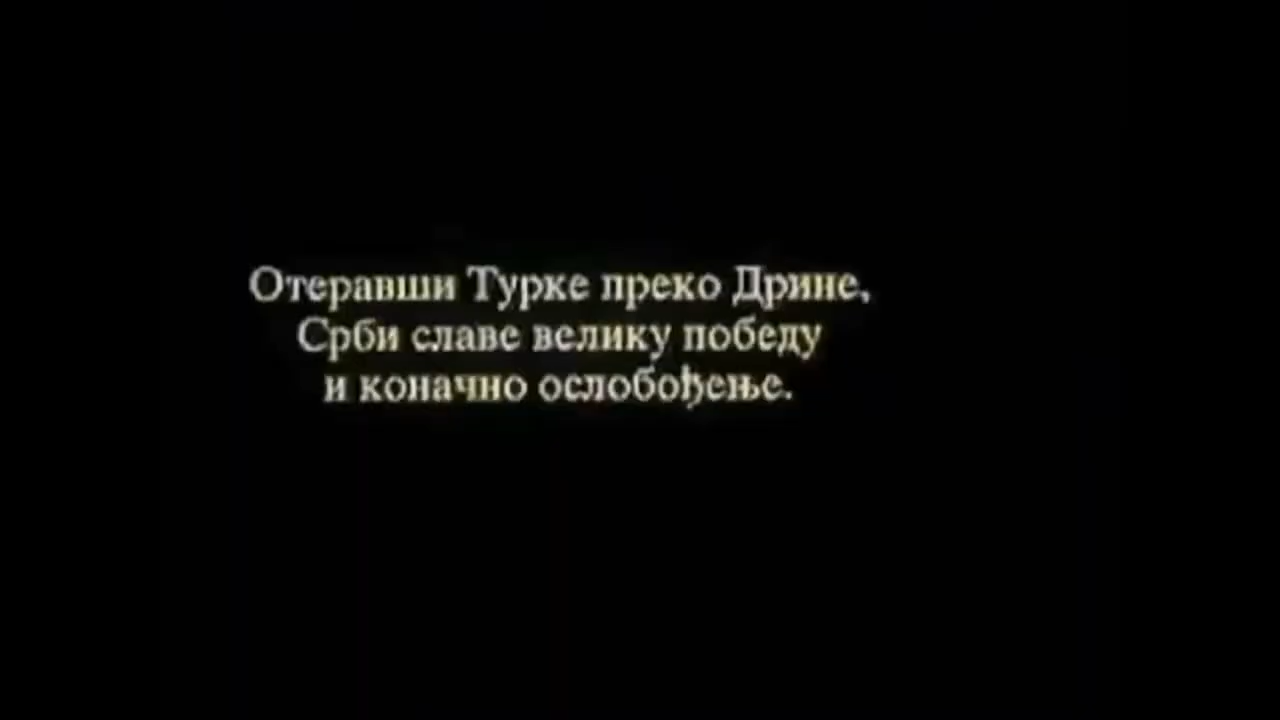 Отеравши Турке преко Дрине,
Срби славе велику победу
и коначно ослобођење.